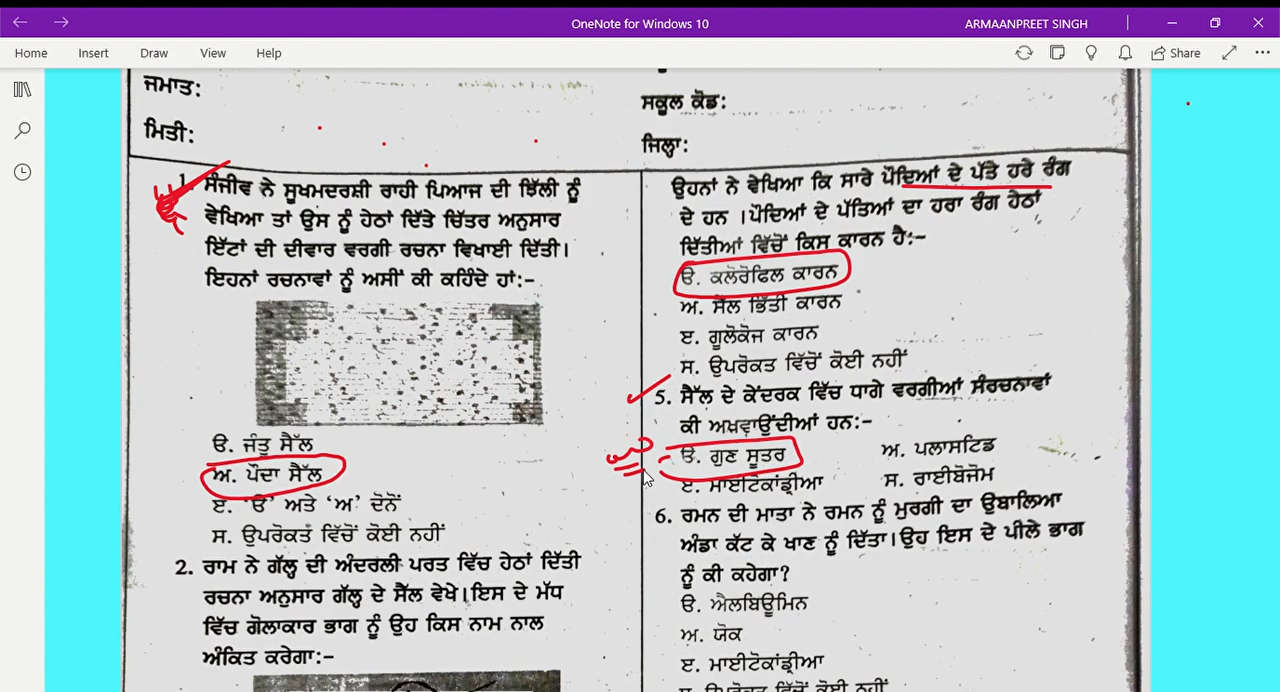 OneNote for Windows 10
ARMAANPREET SINGH
Home Insert Draw View Help
Share
ਜਮਾਤ:
ਮਿਤੀ:
1. ਸੰਜੀਵ ਨੇ ਸੂਖਮਦਰਸ਼ੀ ਰਾਹੀ ਪਿਆਜ ਦੀ ਝਿੱਲੀ ਨੂੰ
ਵੇਖਿਆ ਤਾਂ ਉਸ ਨੂੰ ਹੇਠਾਂ ਦਿੱਤੇ ਚਿੱਤਰ ਅਨੁਸਾਰ
ਇੱਟਾਂ ਦੀ ਦੀਵਾਰ ਵਰਗੀ ਰਚਨਾ ਵਿਖਾਈ ਦਿੱਤੀ।
ਇਹਨਾਂ ਰਚਨਾਵਾਂ ਨੂੰ ਅਸੀਂ ਕੀ ਕਹਿੰਦੇ ਹਾਂ:-
ੳ. ਜੰਤੂ ਸੈੱਲ
ਅ. ਪੌਦਾ ਸੈੱਲ
ੲ. 'ੳ' ਅਤੇ 'ਅ' ਦੋਨੋਂ
ਸ. ਉਪਰੋਕਤ ਵਿੱਚੋਂ ਕੋਈ ਨਹੀਂ
2. ਰਾਮ ਨੇ ਗੱਲ੍ਹ ਦੀ ਅੰਦਰਲੀ ਪਰਤ ਵਿੱਚ ਹੇਠਾਂ ਦਿੱਤੀ
ਰਚਨਾ ਅਨੁਸਾਰ ਗੱਲ੍ਹ ਦੇ ਸੈੱਲ ਵੇਖੇ।ਇਸ ਦੇ ਮੱਧ
ਵਿੱਚ ਗੋਲਾਕਾਰ ਭਾਗ ਨੂੰ ਉਹ ਕਿਸ ਨਾਮ ਨਾਲ
ਅੰਕਿਤ ਕਰੇਗਾ:-
ਸਕੂਲ ਕੋਡ:
ਜਿਲ੍ਹਾ:
ਉਹਨਾਂ ਨੇ ਵੇਖਿਆ ਕਿ ਸਾਰੇ ਪੌਦਿਆਂ ਦੇ ਪੱਤੇ ਹਰੇ ਰੰਗ
ਦੇ ਹਨ ।ਪੌਦਿਆਂ ਦੇ ਪੱਤਿਆਂ ਦਾ ਹਰਾ ਰੰਗ ਹੇਠਾਂ
ਦਿੱਤੀਆਂ ਵਿੱਚੋਂ ਕਿਸ ਕਾਰਨ ਹੈ:-
ੳ. ਕਲੋਰੋਫਿਲ ਕਾਰਨ
ਅ. ਸੈੱਲ ਭਿੱਤੀ ਕਾਰਨ
ੲ. ਗੂਲੋਕੋਜ ਕਾਰਨ
ਸ. ਉਪਰੋਕਤ ਵਿੱਚੋਂ ਕੋਈ ਨਹੀਂ
5. ਸੈੱਲ ਦੇ ਕੇਂਦਰਕ ਵਿੱਚ ਧਾਗੇ ਵਰਗੀਆਂ ਸੰਰਚਨਾਵਾਂ
ਕੀ ਅਖਵਾਉਂਦੀਆਂ ਹਨ:-
ੳ. ਗੁਣ ਸੂਤਰ ਅ. ਪਲਾਸਟਿਡ
ੲ. ਮਾਈਟੋਕਾਂਡ੍ਰੀਆ ਸ. ਰਾਈਬੋਜੋਮ
6. ਰਮਨ ਦੀ ਮਾਤਾ ਨੇ ਰਮਨ ਨੂੰ ਮੁਰਗੀ ਦਾ ਉਬਾਲਿਆ
ਅੰਡਾ ਕੱਟ ਕੇ ਖਾਣ ਨੂੰ ਦਿੱਤਾ।ਉਹ ਇਸ ਦੇ ਪੀਲੇ ਭਾਗ
ਨੂੰ ਕੀ ਕਹੇਗਾ?
ੳ. ਐਲਬਿਊਮਿਨ
ਅ. ਯੋਕ
ੲ. ਮਾਈਟੋਕਾਂਡ੍ਰੀਆ
ਸ. ਉਪਰੋਕਤ ਵਿੱਚੋਂ ਕੋਈ ਨਹੀਂ